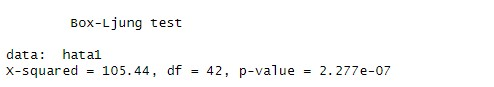 Box-Ljung test
data:  hata1
X-squared = 105.44, df = 42, p-value = 2.277e-07